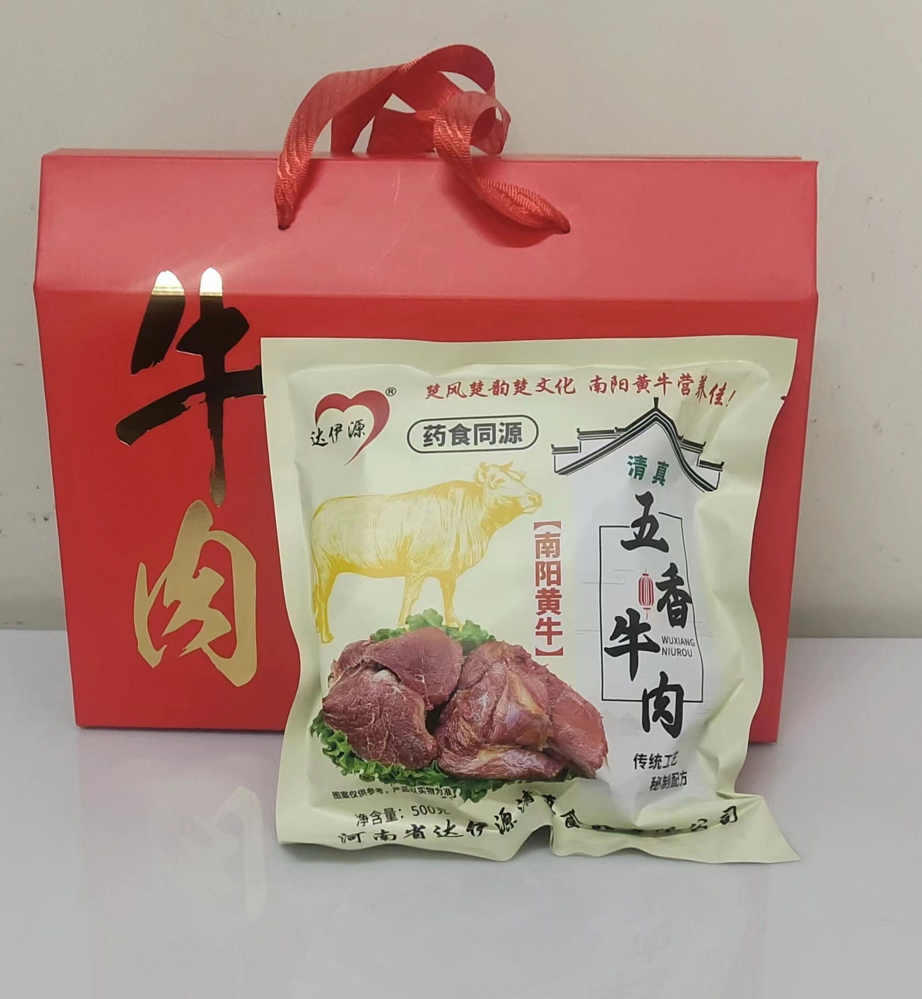 牛肉
楚风楚韵楚文化 南阳黄牛营养佳！
达伊源®
药食同源
清真
五香牛肉
WUXIANG
NIUROU
【南阳黄牛】
传统工艺
秘制配方
图案仅供参考，产品以实物为准
净含量：500克
河南省达伊源清真食
公司